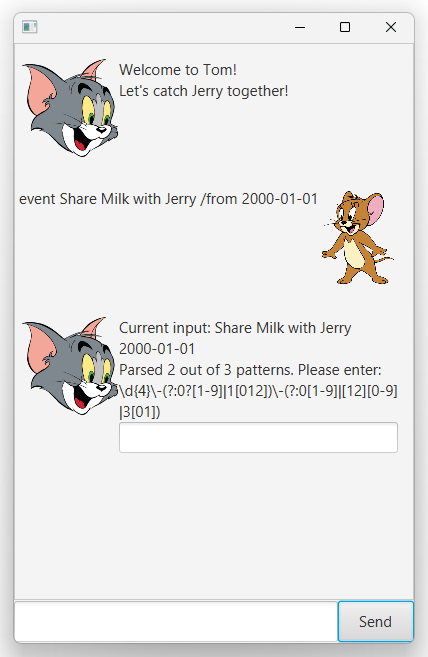 Welcome to Tom!
Let's catch Jerry together!
event Share Milk with Jerry /from 2000-01-01
Current input: Share Milk with Jerry
2000-01-01
Parsed 2 out of 3 patterns. Please enter:
\d{4}\-(?:0?[1-9]|1[012])\-(?:0[1-9]|[12][0-9]
|3[01])
Send